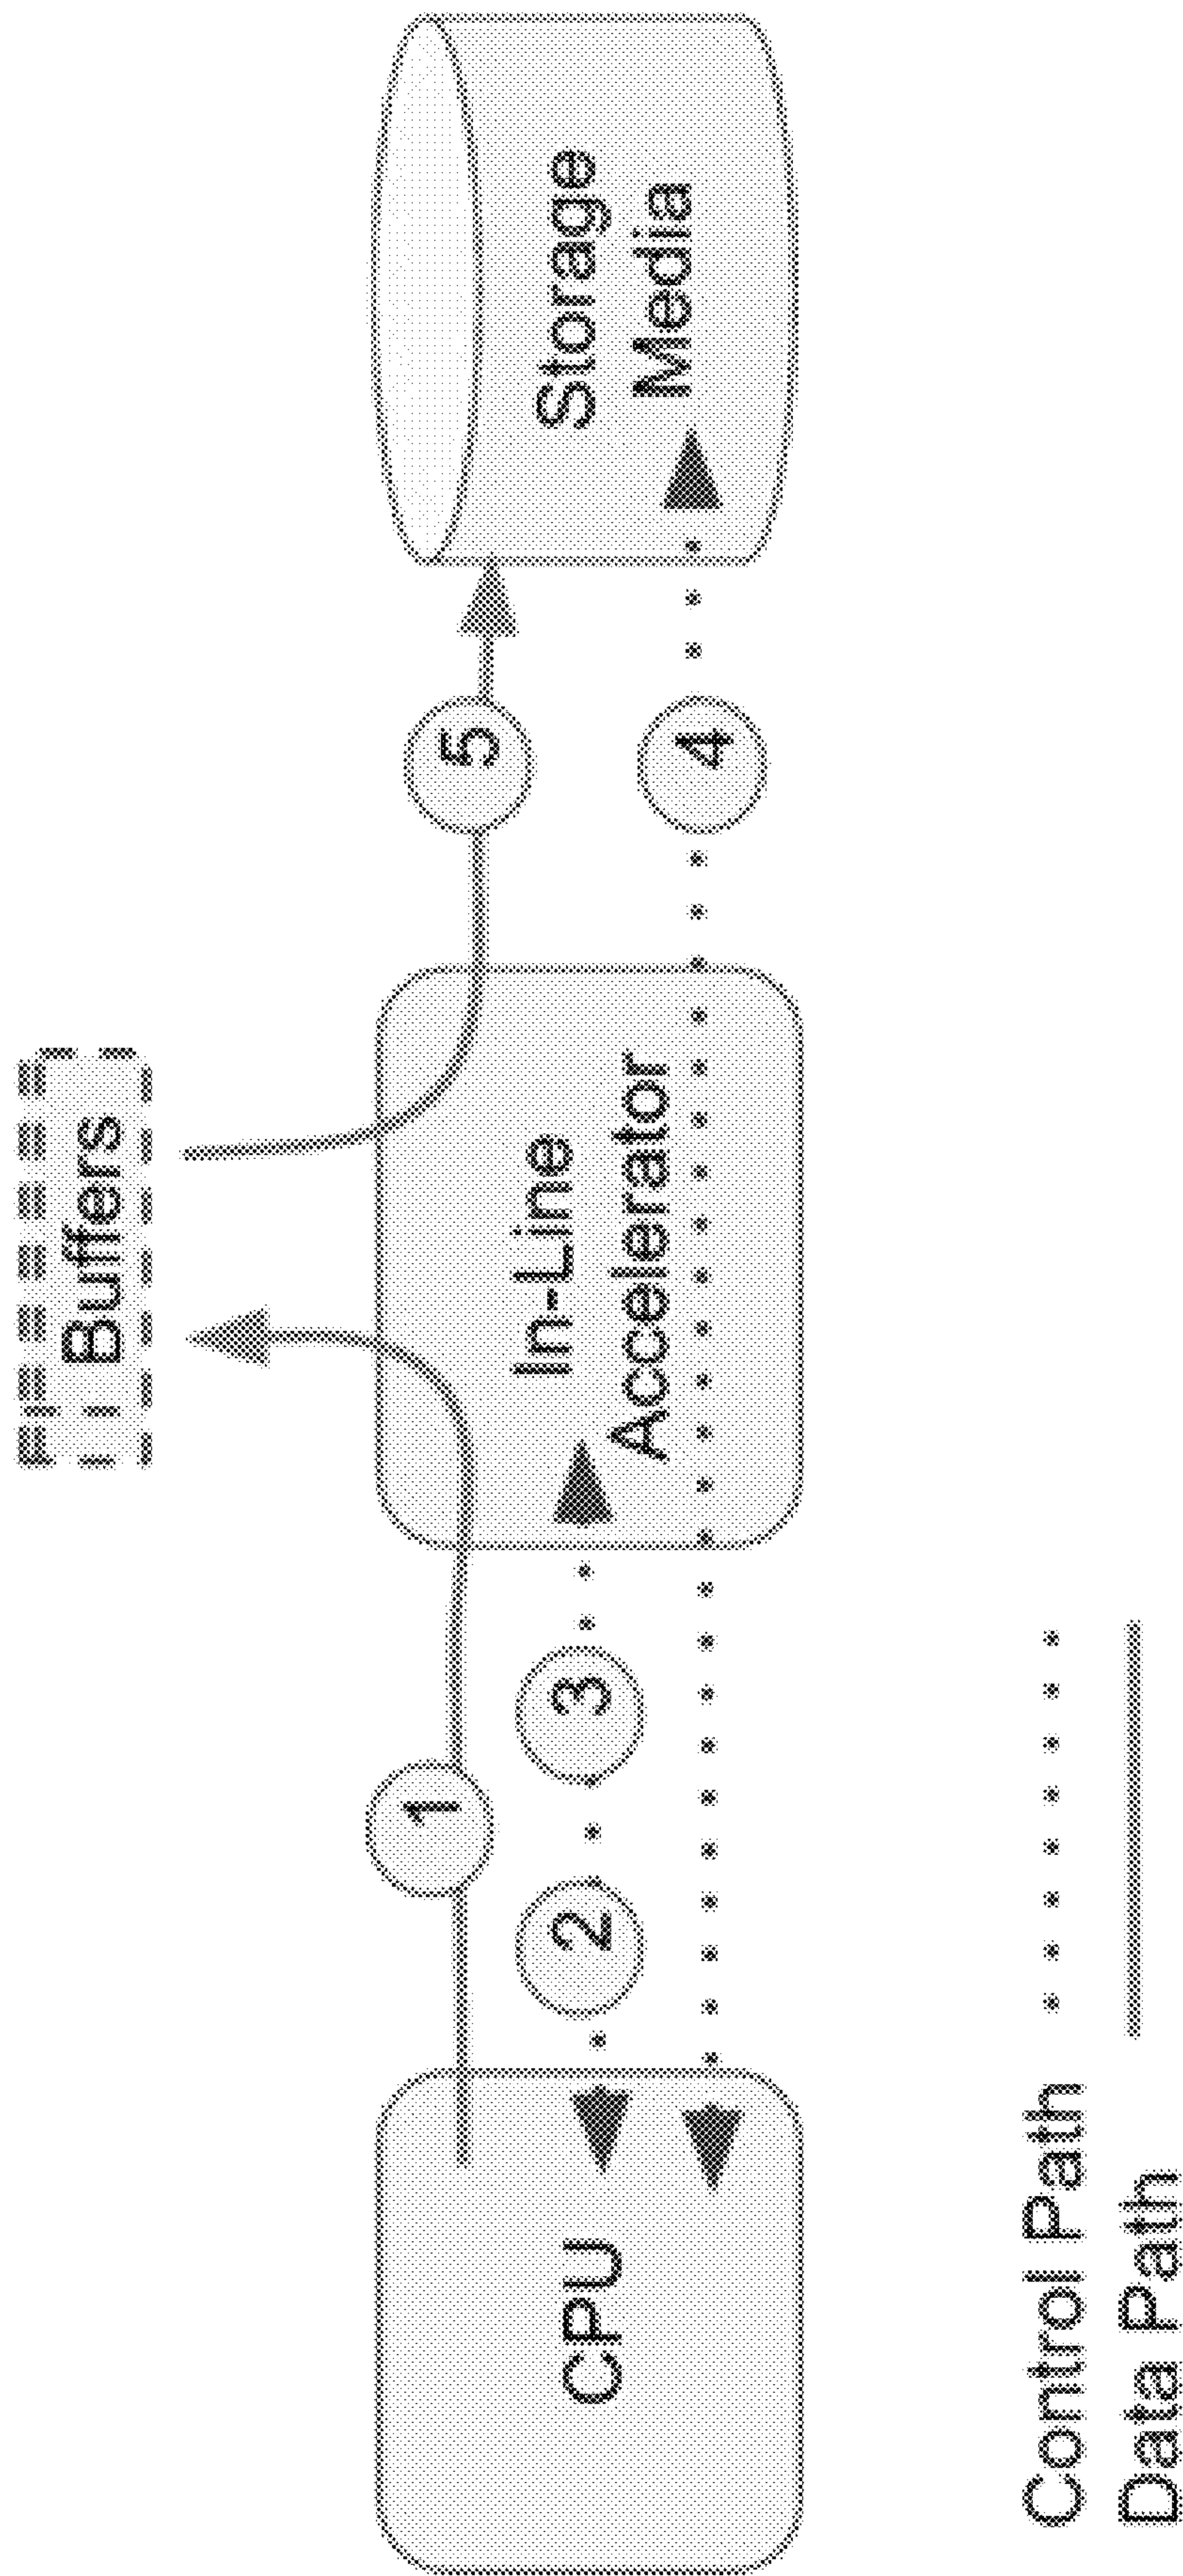 Buffers
1
5
CPU
2
3
In-Line
Accelerator
4
Storage
Media
Control Path
Data Path